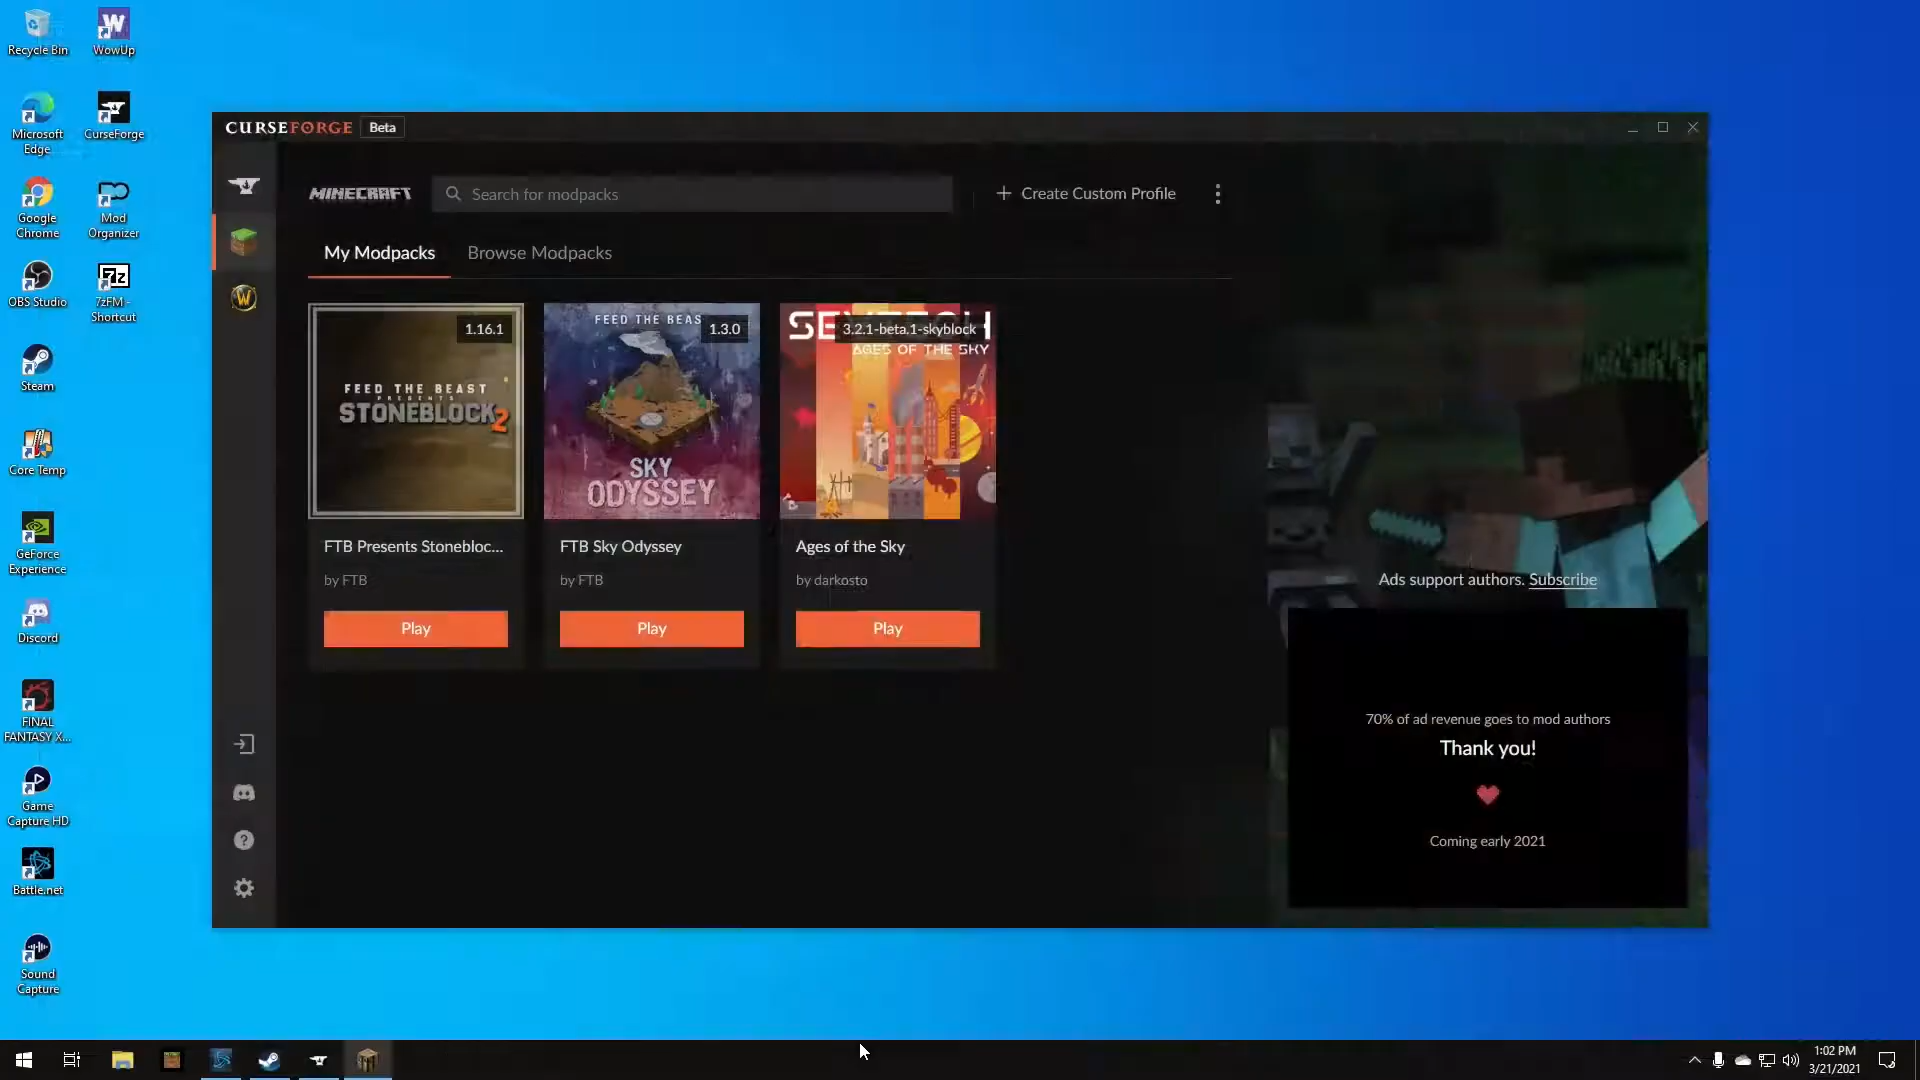 Recycle Bin
WowUp
Microsoft
Edge
CurseForge
Google
Chrome
Mod
Organizer
OBS Studio
7z
7zFM -
Shortcut
Steam
Core Temp
GeForce
Experience
Discord
FINAL
FANTASY X...
Game
Capture HD
Battle.net
Sound
Capture
CURSEFORGE Beta
MINECRAFT
Search for modpacks
Create Custom Profile
My Modpacks
Browse Modpacks
1.16.1
FEED THE BEAST
PRESENTS
STONEBLOCK 2
FTB Presents Stonebloc...
by FTB
Play
FEED THE BEAS
1.3.0
SKY
ODYSSEY
FTB Sky Odyssey
by FTB
Play
3.2.1-beta.1-skyblock
AGES OF THE SKY
Ages of the Sky
by darkosto
Play
Ads support authors. Subscribe
70% of ad revenue goes to mod authors
Thank you!
Coming early 2021
1:02 PM
3/21/2021